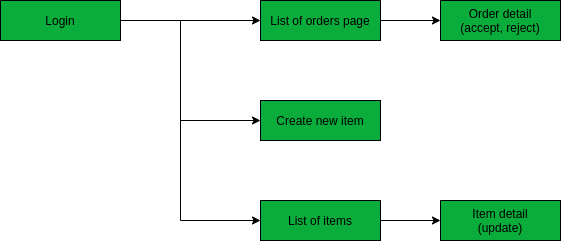 Login
List of orders page
Order detail
(accept, reject)
Create new item
List of items
Item detail
(update)